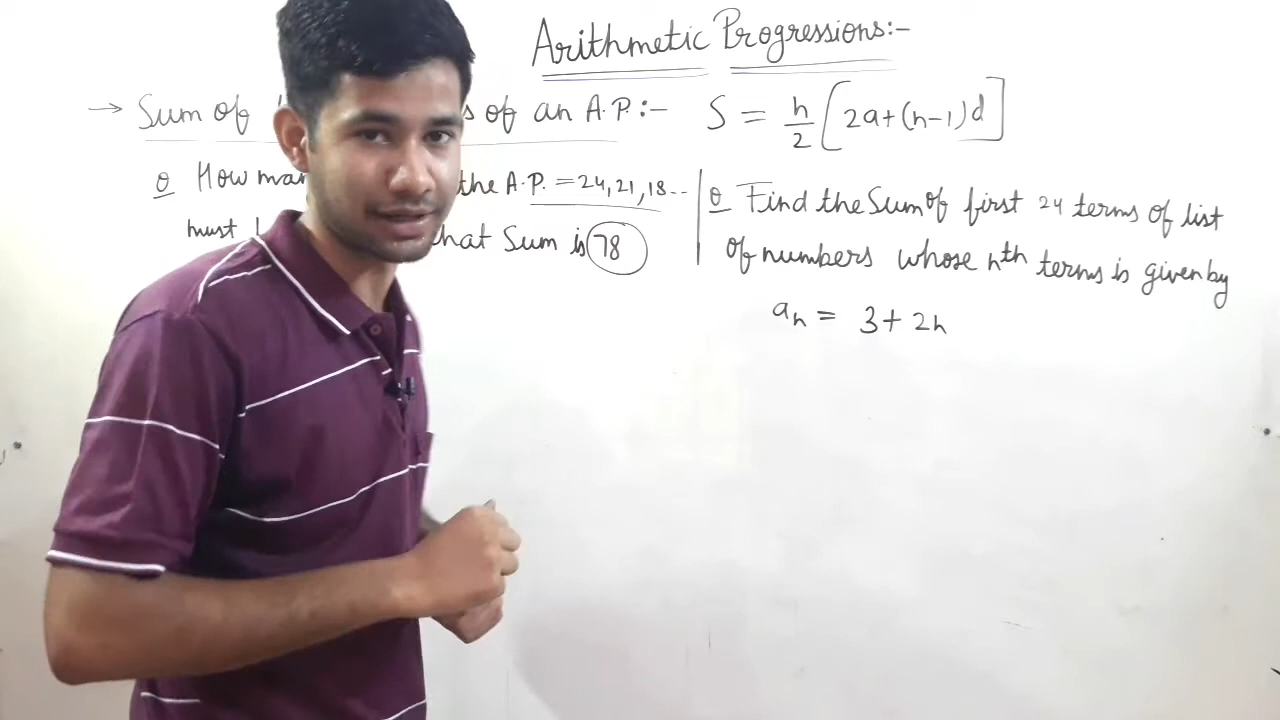 Arithmetic Progressions:-
→ Sum of of an A.P.:- S = n/2 [2a+(n-1)d]
Q How the A.P. = 24, 21, 18...
must hat Sum is 78
Q Find the Sum of first 24 terms of list
of numbers whose nth terms is given by
an = 3 + 2n